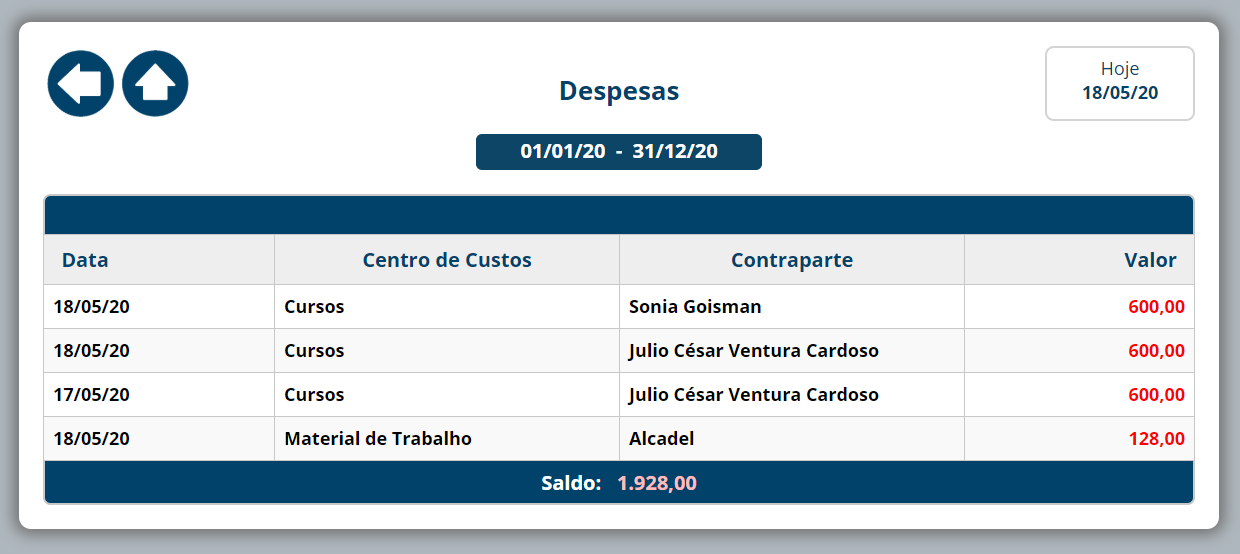 Hoje
18/05/20
Despesas
01/01/20 - 31/12/20
Data Centro de Custos Contraparte Valor
18/05/20 Cursos Sonia Goisman 600,00
18/05/20 Cursos Julio César Ventura Cardoso 600,00
17/05/20 Cursos Julio César Ventura Cardoso 600,00
18/05/20 Material de Trabalho Alcadel 128,00
Saldo: 1.928,00